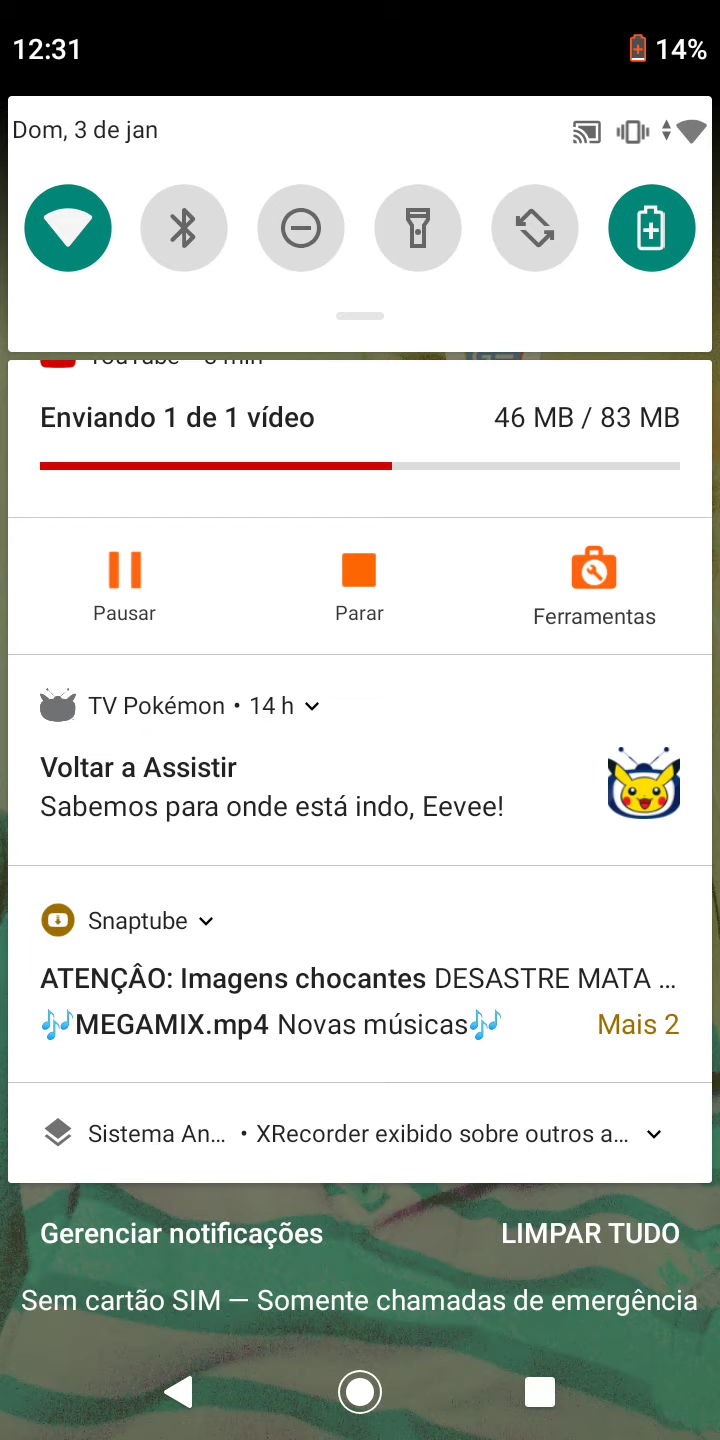 12:31
14%
Dom, 3 de jan
Enviando 1 de 1 vídeo
46 MB / 83 MB
Pausar
Parar
Ferramentas
TV Pokémon • 14 h
Voltar a Assistir
Sabemos para onde está indo, Eevee!
Snaptube
ATENÇÂO: Imagens chocantes DESASTRE MATA ...
🎶MEGAMIX.mp4 Novas músicas🎶
Mais 2
Sistema An... • XRecorder exibido sobre outros a...
Gerenciar notificações
LIMPAR TUDO
Sem cartão SIM — Somente chamadas de emergência